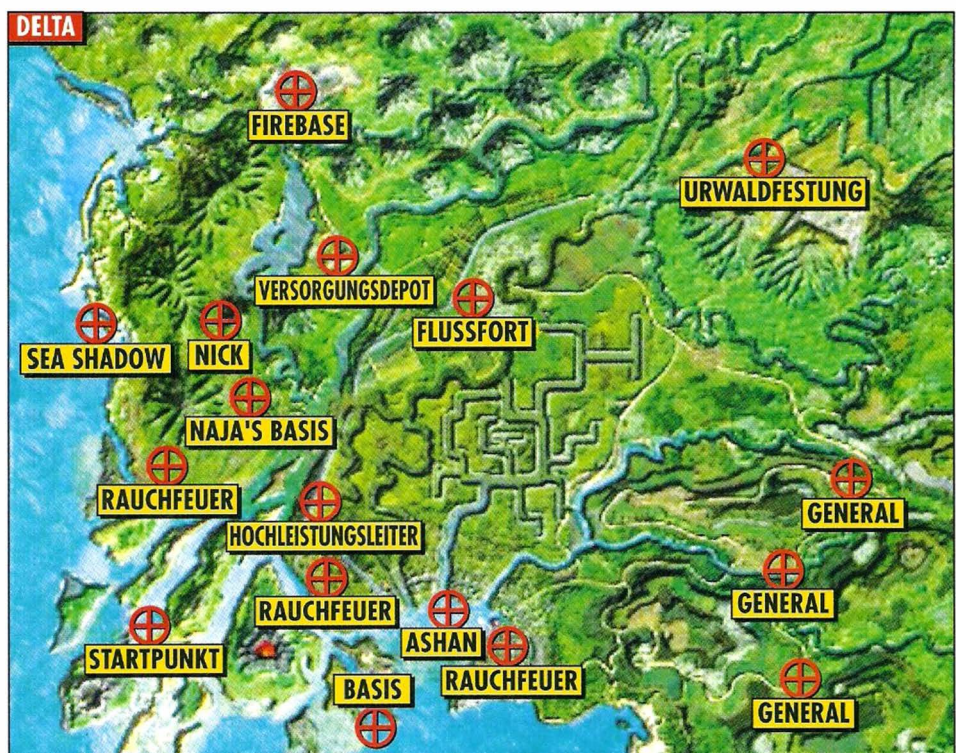 DELTA
FIREBASE
URWALDFESTUNG
VERSORGUNGSDEPOT
FLUSSFORT
SEA SHADOW
NICK
NAJA'S BASIS
RAUCHFEUER
GENERAL
HOCHLEISTUNGSLEITER
RAUCHFEUER
GENERAL
ASHAN
STARTPUNKT
RAUCHFEUER
BASIS
GENERAL